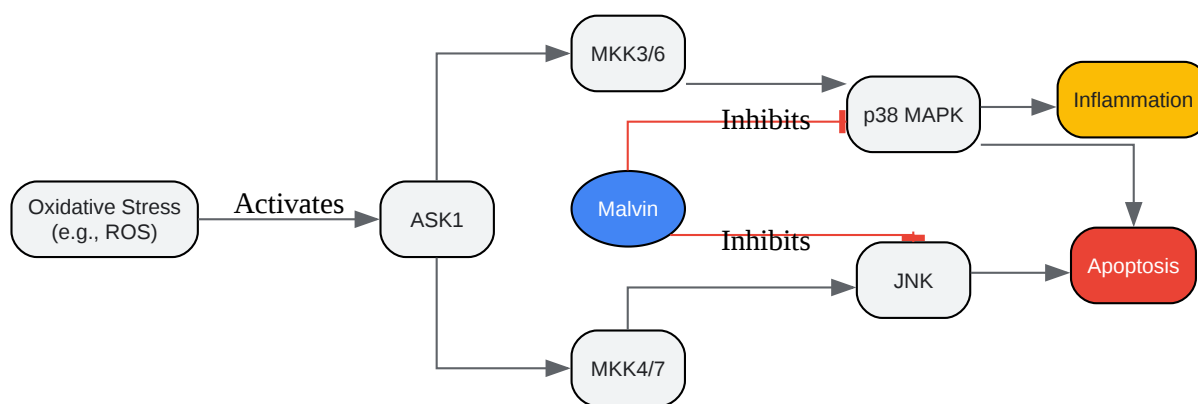 MKK3/6
Inflammation
p38 MAPK
Inhibits
Oxidative Stress
(e.g., ROS)
Activates
ASK1
Malvin
Inhibits
Apoptosis
JNK
MKK4/7